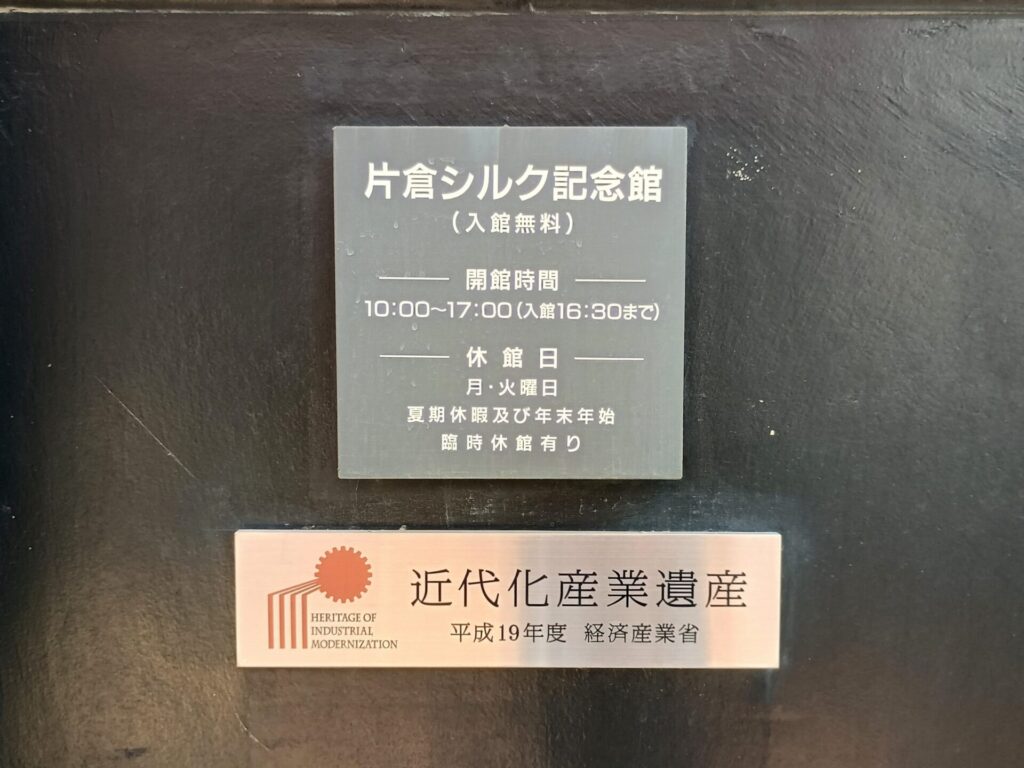 片倉シルク記念館
(入館無料)
開館時間
10:00〜17:00(入館16:30まで)
休館日
月・火曜日
夏期休暇及び年末年始
臨時休館有り
HERITAGE OF
INDUSTRIAL
MODERNIZATION
近代化産業遺産
平成19年度 経済産業省